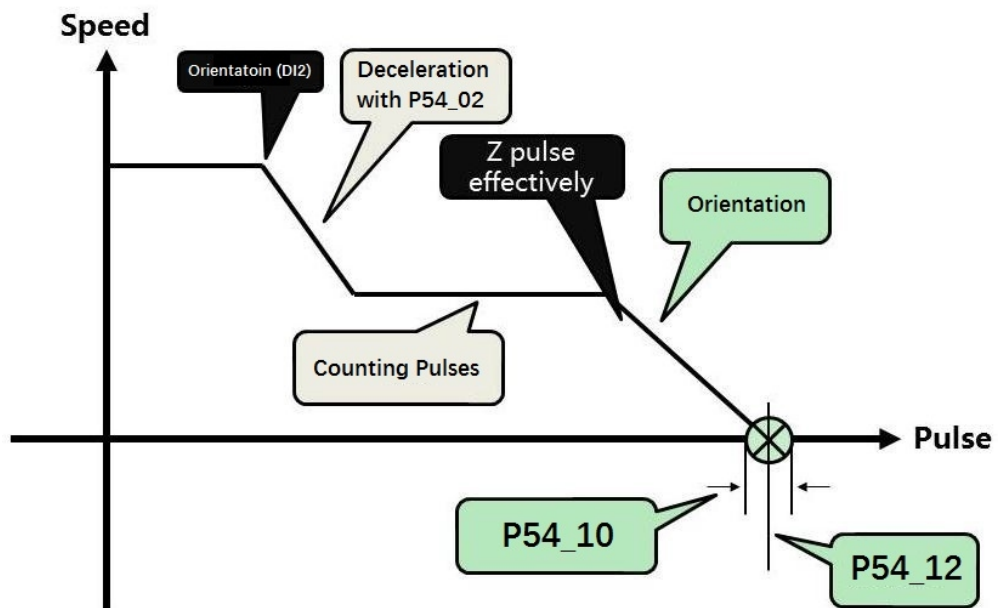 Speed
Orientatoin (DI2)
Deceleration
with P54_02
Z pulse
effectively
Orientation
Counting Pulses
Pulse
P54_10
P54_12